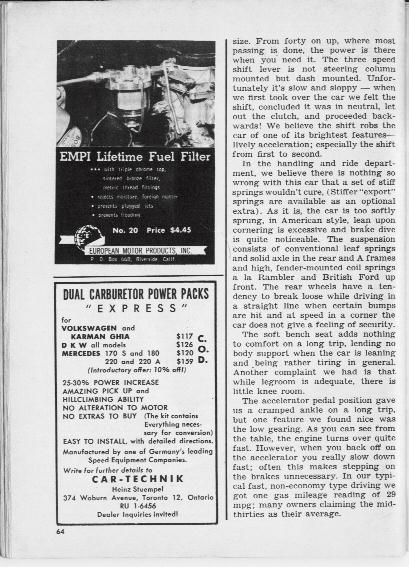 EMPI Lifetime Fuel Filter
••• with triple chrome top,
sintered bronze filter,
metric thread fittings
• rejects moisture, foreign matter
• prevents plugged jets
• prevents flooding
No. 20 Price $4.45
EUROPEAN MOTOR PRODUCTS, INC.
P. O. Box 668, Riverside, Calif.
DUAL CARBURETOR POWER PACKS
"EXPRESS"
for
VOLKSWAGEN and
KARMAN GHIA $117 C.
D K W all models $126
MERCEDES 170 S and 180 $120 O.
220 and 220 A $159 D.
(Introductory offer: 10% off!)
25-30% POWER INCREASE
AMAZING PICK UP and
HILLCLIMBING ABILITY
NO ALTERATION TO MOTOR
NO EXTRAS TO BUY (The kit contains
Everything neces-
sary for conversion)
EASY TO INSTALL, with detailed directions.
Manufactured by one of Germany's leading
Speed Equipment Companies.
Write for further details to
CAR-TECHNIK
Heinz Stuempel
374 Woburn Avenue, Toronto 12, Ontario
RU 1-6456
Dealer Inquiries Invited!
64
size. From forty on up, where most
passing is done, the power is there
when you need it. The three speed
shift lever is not steering column
mounted but dash mounted. Unfor-
tunately it's slow and sloppy — when
we first took over the car we felt the
shift, concluded it was in neutral, let
out the clutch, and proceeded back-
wards! We believe the shift robs the
car of one of its brightest features—
lively acceleration; especially the shift
from first to second.
In the handling and ride depart-
ment, we believe there is nothing so
wrong with this car that a set of stiff
springs wouldn't cure, (Stiffer "export"
springs are available as an optional
extra). As it is, the car is too softly
sprung, in American style, lean upon
cornering is excessive and brake dive
is quite noticeable. The suspension
consists of conventional leaf springs
and solid axle in the rear and A frames
and high, fender-mounted coil springs
a la Rambler and British Ford up
front. The rear wheels have a ten-
dency to break loose while driving in
a straight line when certain bumps
are hit and at speed in a corner the
car does not give a feeling of security.
The soft bench seat adds nothing
to comfort on a long trip, lending no
body support when the car is leaning
and being rather tiring in general.
Another complaint we had is that
while legroom is adequate, there is
little knee room.
The accelerator pedal position gave
us a cramped ankle on a long trip,
but one feature we found nice was
the low gearing. As you can see from
the table, the engine turns over quite
fast. However, when you back off on
the accelerator you really slow down
fast; often this makes stepping on
the brakes unnecessary. In our typi-
cal fast, non-economy type driving we
got one gas mileage reading of 29
mpg; many owners claiming the mid-
thirties as their average.